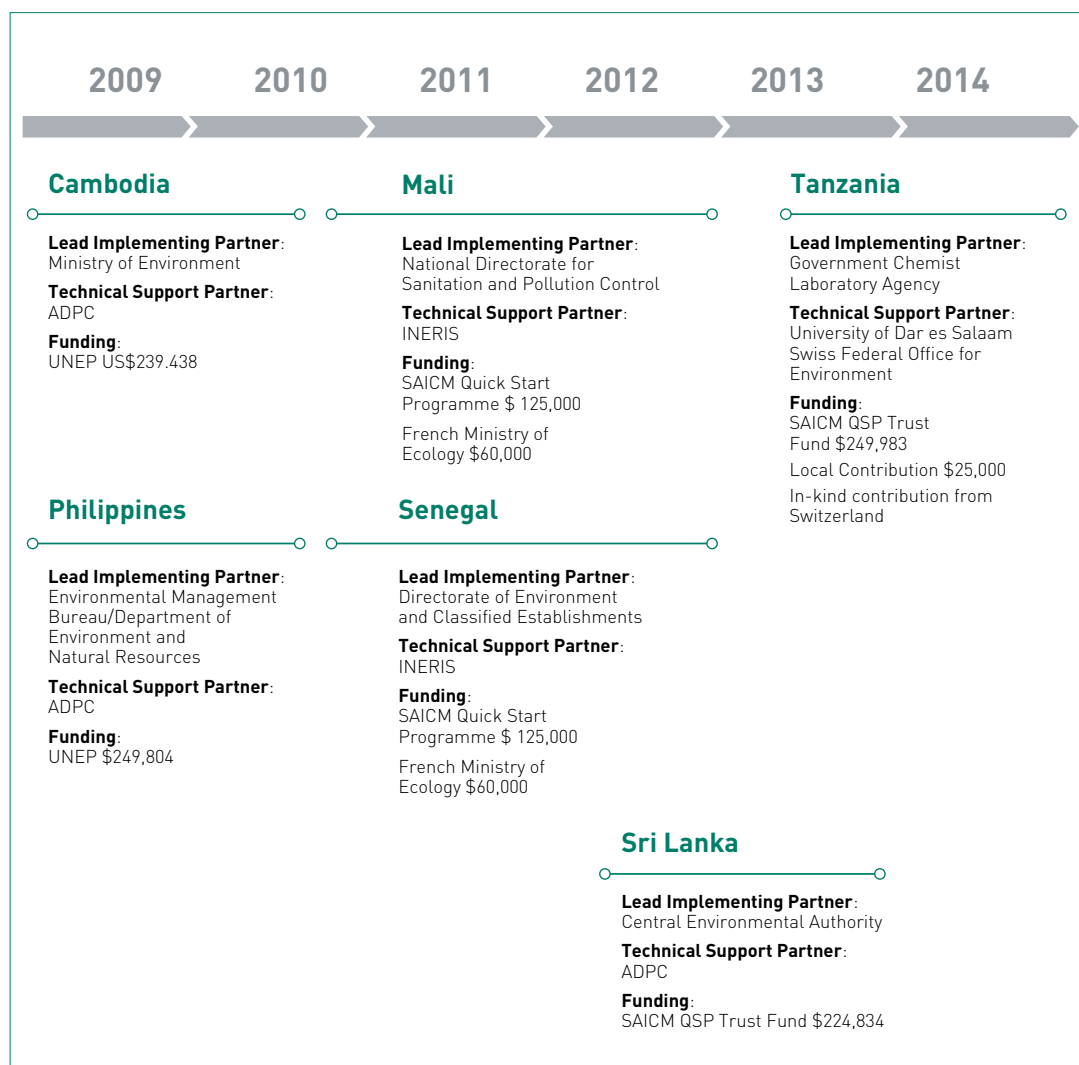 2009 2010 2011 2012 2013 2014
Cambodia
Lead Implementing Partner:
Ministry of Environment
Technical Support Partner:
ADPC
Funding:
UNEP US$239.438
Mali
Lead Implementing Partner:
National Directorate for
Sanitation and Pollution Control
Technical Support Partner:
INERIS
Funding:
SAICM Quick Start
Programme $ 125,000
French Ministry of
Ecology $60,000
Tanzania
Lead Implementing Partner:
Government Chemist
Laboratory Agency
Technical Support Partner:
University of Dar es Salaam
Swiss Federal Office for
Environment
Funding:
SAICM QSP Trust
Fund $249,983
Local Contribution $25,000
In-kind contribution from
Switzerland
Philippines
Lead Implementing Partner:
Environmental Management
Bureau/Department of
Environment and
Natural Resources
Technical Support Partner:
ADPC
Funding:
UNEP $249,804
Senegal
Lead Implementing Partner:
Directorate of Environment
and Classified Establishments
Technical Support Partner:
INERIS
Funding:
SAICM Quick Start
Programme $ 125,000
French Ministry of
Ecology $60,000
Sri Lanka
Lead Implementing Partner:
Central Environmental Authority
Technical Support Partner:
ADPC
Funding:
SAICM QSP Trust Fund $224,834